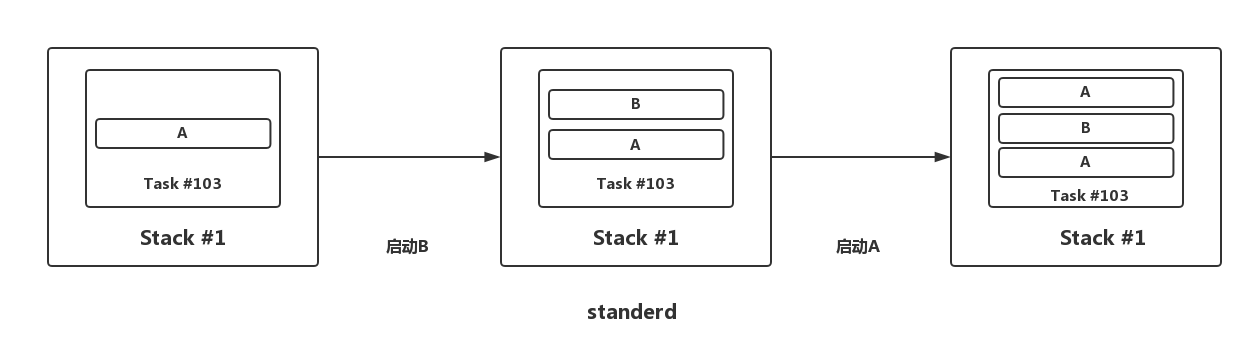 A
Task #103
Stack #1
启动B
B
A
Task #103
Stack #1
启动A
A
B
A
Task #103
Stack #1
standerd